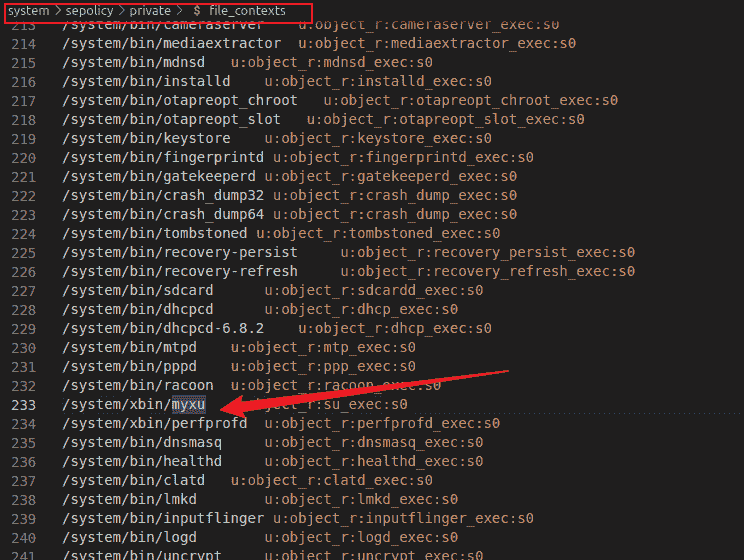 system > sepolicy > private > $ file_contexts
213 /system/bin/cameraserver u:object_r:cameraserver_exec:s0
214 /system/bin/mediaextractor u:object_r:mediaextractor_exec:s0
215 /system/bin/mdnsd u:object_r:mdnsd_exec:s0
216 /system/bin/installd u:object_r:installd_exec:s0
217 /system/bin/otapreopt_chroot u:object_r:otapreopt_chroot_exec:s0
218 /system/bin/otapreopt_slot u:object_r:otapreopt_slot_exec:s0
219 /system/bin/keystore u:object_r:keystore_exec:s0
220 /system/bin/fingerprintd u:object_r:fingerprintd_exec:s0
221 /system/bin/gatekeeperd u:object_r:gatekeeperd_exec:s0
222 /system/bin/crash_dump32 u:object_r:crash_dump_exec:s0
223 /system/bin/crash_dump64 u:object_r:crash_dump_exec:s0
224 /system/bin/tombstoned u:object_r:tombstoned_exec:s0
225 /system/bin/recovery-persist u:object_r:recovery_persist_exec:s0
226 /system/bin/recovery-refresh u:object_r:recovery_refresh_exec:s0
227 /system/bin/sdcard u:object_r:sdcardd_exec:s0
228 /system/bin/dhcpcd u:object_r:dhcp_exec:s0
229 /system/bin/dhcpcd-6.8.2 u:object_r:dhcp_exec:s0
230 /system/bin/mtpd u:object_r:mtp_exec:s0
231 /system/bin/pppd u:object_r:ppp_exec:s0
232 /system/bin/racoon u:object_r:racoon_exec:s0
233 /system/xbin/myxu :object_r:su_exec:s0
234 /system/xbin/perfprofd u:object_r:perfprofd_exec:s0
235 /system/bin/dnsmasq u:object_r:dnsmasq_exec:s0
236 /system/bin/healthd u:object_r:healthd_exec:s0
237 /system/bin/clatd u:object_r:clatd_exec:s0
238 /system/bin/lmkd u:object_r:lmkd_exec:s0
239 /system/bin/inputflinger u:object_r:inputflinger_exec:s0
240 /system/bin/logd u:object_r:logd_exec:s0
241 /system/bin/uncrypt u:object_r:uncrypt_exec:s0